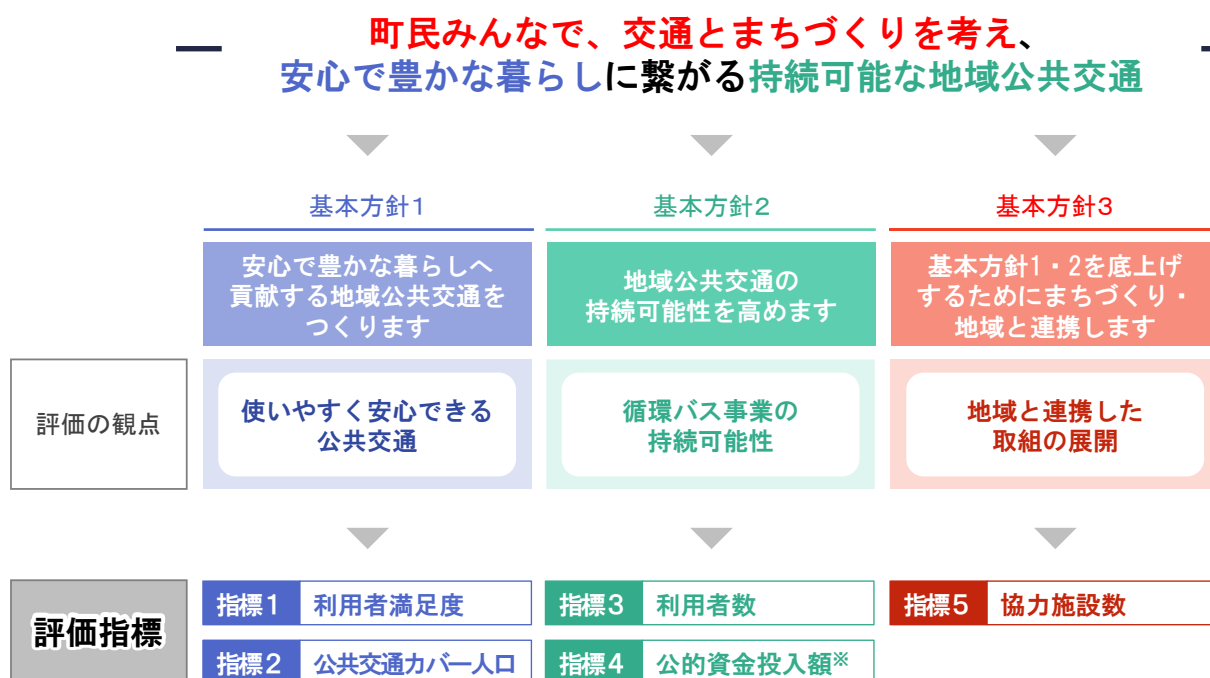 町民みんなで、交通とまちづくりを考え、
安心で豊かな暮らしに繋がる持続可能な地域公共交通
基本方針1
基本方針2
基本方針3
安心で豊かな暮らしへ
貢献する地域公共交通を
つくります
地域公共交通の
持続可能性を高めます
基本方針1・2を底上げ
するためにまちづくり・
地域と連携します
評価の観点
使いやすく安心できる
公共交通
循環バス事業の
持続可能性
地域と連携した
取組の展開
評価指標
指標1 利用者満足度
指標2 公共交通カバー人口
指標3 利用者数
指標4 公的資金投入額※
指標5 協力施設数